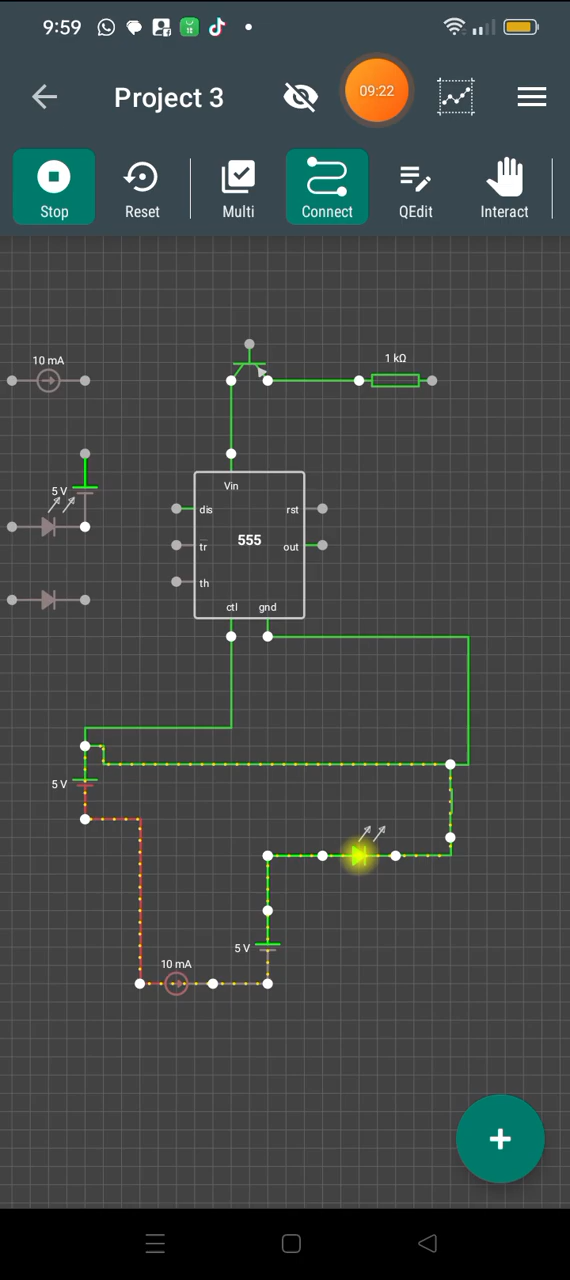 9:59
Project 3
09:22
Stop
Reset
Multi
Connect
QEdit
Interact
10 mA
1 kΩ
5 V
Vin
dis
rst
tr
555
out
th
ctl
gnd
5 V
5 V
10 mA
+